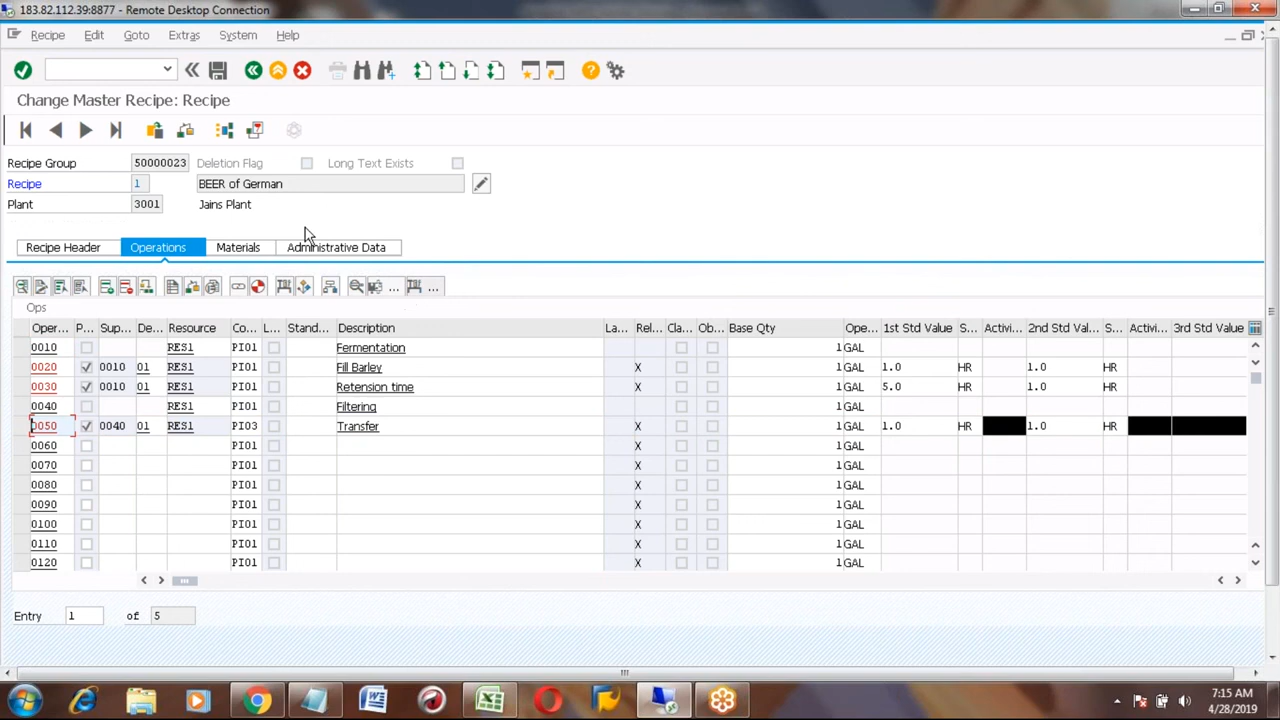 183.82.112.39:8877 - Remote Desktop Connection
Recipe Edit Goto Extras System Help
Change Master Recipe: Recipe
Recipe Group 50000023 Deletion Flag Long Text Exists
Recipe 1 BEER of German
Plant 3001 Jains Plant
Recipe Header Operations Materials Administrative Data
Ops
Oper... P... Sup... De... Resource Co... L... Stand... Description La... Rel... Cla... Ob... Base Qty Ope... 1st Std Value S... Activi... 2nd Std Val... S... Activi... 3rd Std Value
0010 RES1 PI01 Fermentation 1 GAL
0020 0010 01 RES1 PI01 Fill Barley X 1 GAL 1.0 HR 1.0 HR
0030 0010 01 RES1 PI01 Retension time X 1 GAL 5.0 HR 1.0 HR
0040 RES1 PI01 Filtering 1 GAL
0050 0040 01 RES1 PI03 Transfer X 1 GAL 1.0 HR 1.0 HR
0060 PI01 X 1 GAL
0070 PI01 X 1 GAL
0080 PI01 X 1 GAL
0090 PI01 X 1 GAL
0100 PI01 X 1 GAL
0110 PI01 X 1 GAL
0120 PI01 X 1 GAL
Entry 1 of 5
7:15 AM
4/28/2019